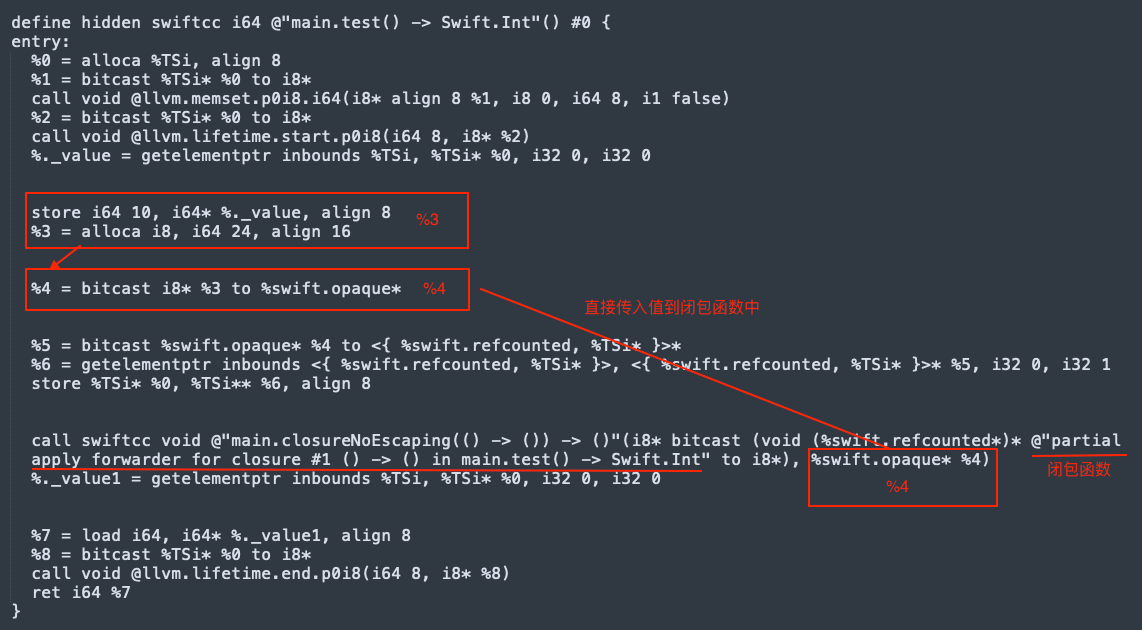 define hidden swiftcc i64 @"main.test() -> Swift.Int"() #0 {
entry:
%0 = alloca %TSi, align 8
%1 = bitcast %TSi* %0 to i8*
call void @llvm.memset.p0i8.i64(i8* align 8 %1, i8 0, i64 8, i1 false)
%2 = bitcast %TSi* %0 to i8*
call void @llvm.lifetime.start.p0i8(i64 8, i8* %2)
%._value = getelementptr inbounds %TSi, %TSi* %0, i32 0, i32 0
store i64 10, i64* %._value, align 8
%3
%3 = alloca i8, i64 24, align 16
%4 = bitcast i8* %3 to %swift.opaque*
%4
直接传入值到闭包函数中
%5 = bitcast %swift.opaque* %4 to <{ %swift.refcounted, %TSi* }>*
%6 = getelementptr inbounds <{ %swift.refcounted, %TSi* }>, <{ %swift.refcounted, %TSi* }>* %5, i32 0, i32 1
store %TSi* %0, %TSi** %6, align 8
call swiftcc void @"main.closureNoEscaping(() -> ()) -> ()"(i8* bitcast (void (%swift.refcounted*)* @"partial
apply forwarder for closure #1 () -> () in main.test() -> Swift.Int" to i8*), %swift.opaque* %4)
闭包函数
%._value1 = getelementptr inbounds %TSi, %TSi* %0, i32 0, i32 0
%4
%7 = load i64, i64* %._value1, align 8
%8 = bitcast %TSi* %0 to i8*
call void @llvm.lifetime.end.p0i8(i64 8, i8* %8)
ret i64 %7
}